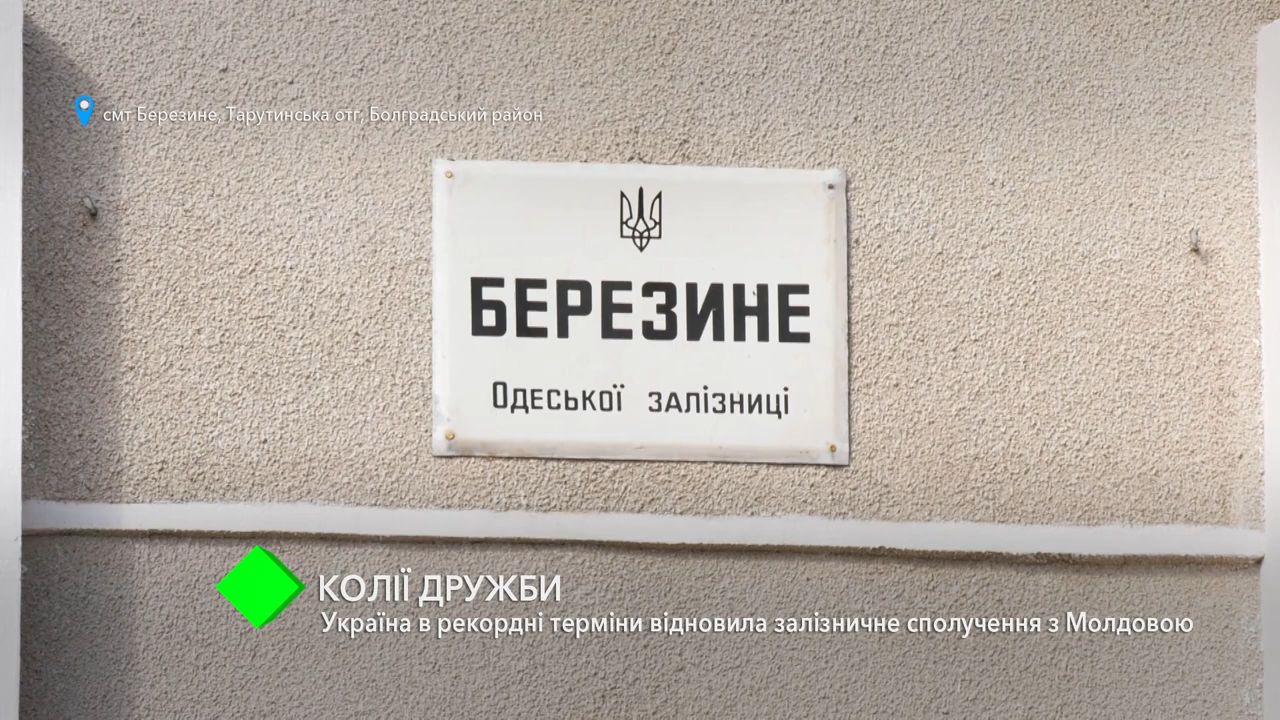 смт Березине, Тарутинська отг, Болградський район
БЕРЕЗИНЕ
Одеської залізниці
КОЛІЇ ДРУЖБИ
Україна в рекордні терміни відновила залізничне сполучення з Молдовою